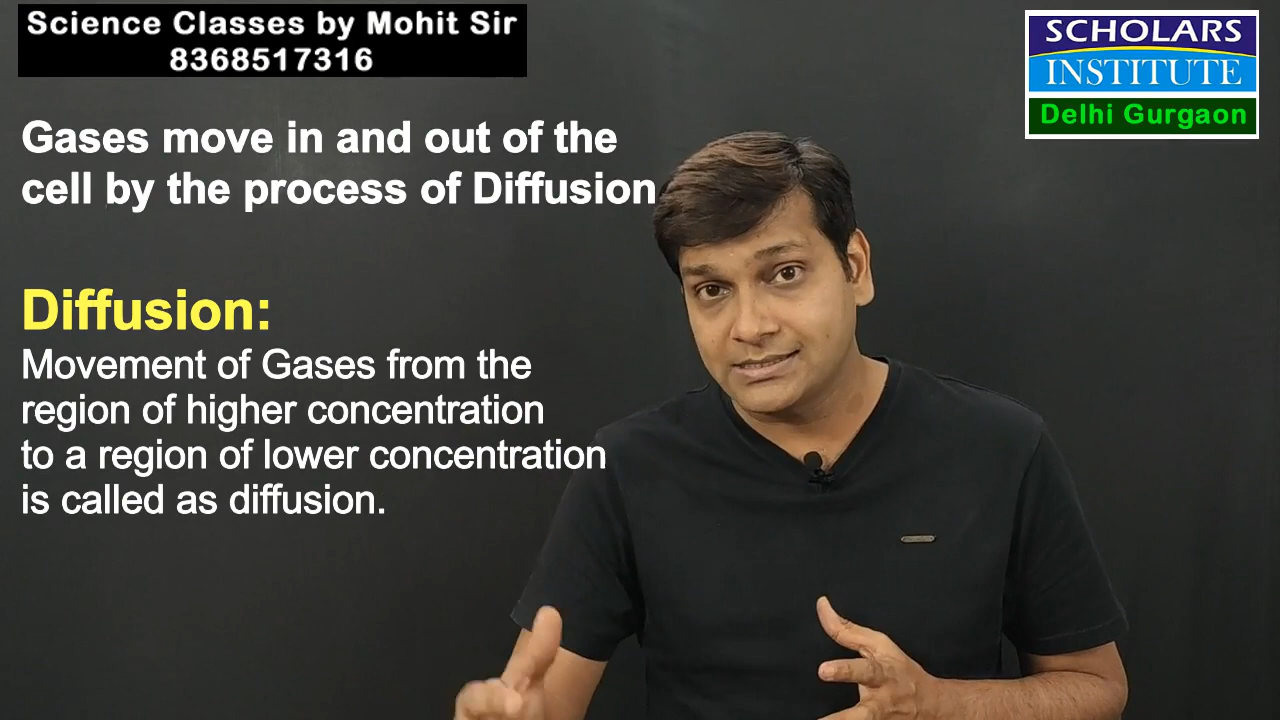 Science Classes by Mohit Sir
8368517316
SCHOLARS
INSTITUTE
Delhi Gurgaon
Gases move in and out of the
cell by the process of Diffusion
Diffusion:
Movement of Gases from the
region of higher concentration
to a region of lower concentration
is called as diffusion.